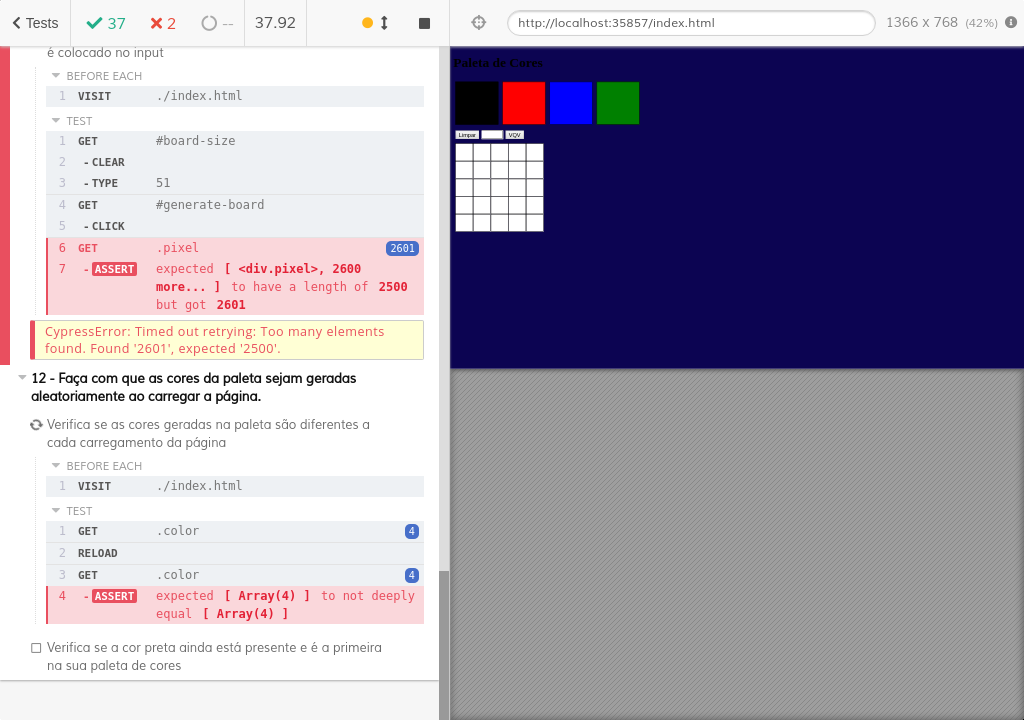 Tests 37 2 -- 37.92 http://localhost:35857/index.html 1366 x 768 (42%)
é colocado no input
BEFORE EACH
1 VISIT ./index.html
TEST
1 GET #board-size
2 - CLEAR
3 - TYPE 51
4 GET #generate-board
5 - CLICK
6 GET .pixel 2601
7 - ASSERT expected [ <div.pixel>, 2600
more... ] to have a length of 2500
but got 2601
CypressError: Timed out retrying: Too many elements
found. Found '2601', expected '2500'.
12 - Faça com que as cores da paleta sejam geradas
aleatoriamente ao carregar a página.
Verifica se as cores geradas na paleta são diferentes a
cada carregamento da página
BEFORE EACH
1 VISIT ./index.html
TEST
1 GET .color 4
2 RELOAD
3 GET .color 4
4 - ASSERT expected [ Array(4) ] to not deeply
equal [ Array(4) ]
Verifica se a cor preta ainda está presente e é a primeira
na sua paleta de cores
Paleta de Cores
Limpar VQV